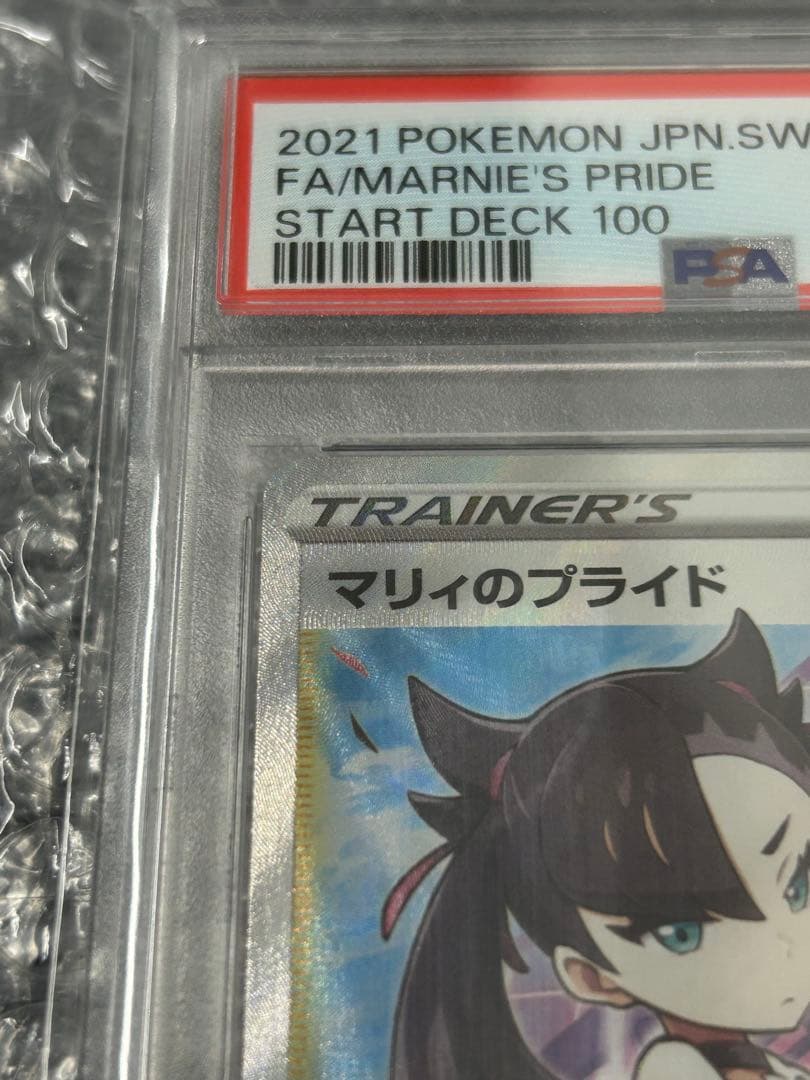 2021 POKEMON JPN.SW
FA/MARNIE'S PRIDE
START DECK 100
PSA
TRAINER'S
マリィのプライド